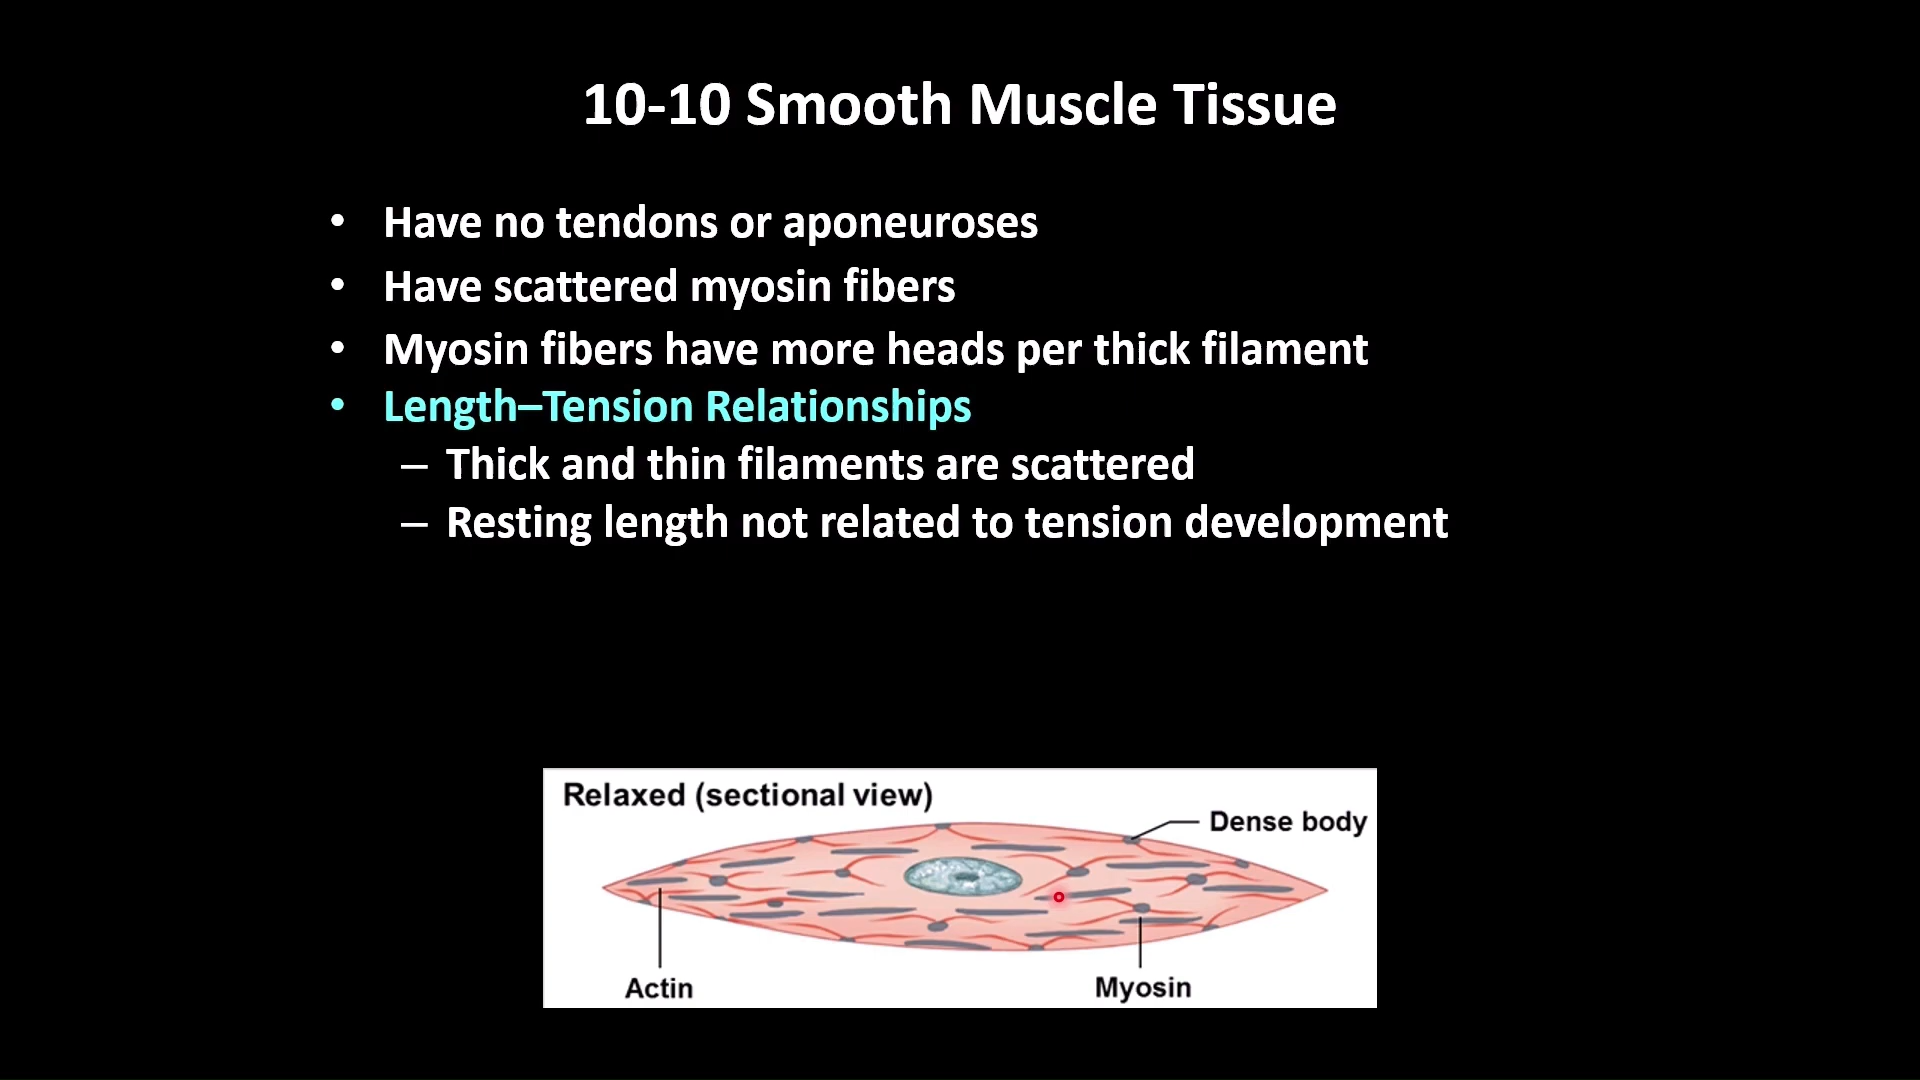 10-10 Smooth Muscle Tissue
• Have no tendons or aponeuroses
• Have scattered myosin fibers
• Myosin fibers have more heads per thick filament
• Length–Tension Relationships
– Thick and thin filaments are scattered
– Resting length not related to tension development
Relaxed (sectional view)
Dense body
Actin
Myosin